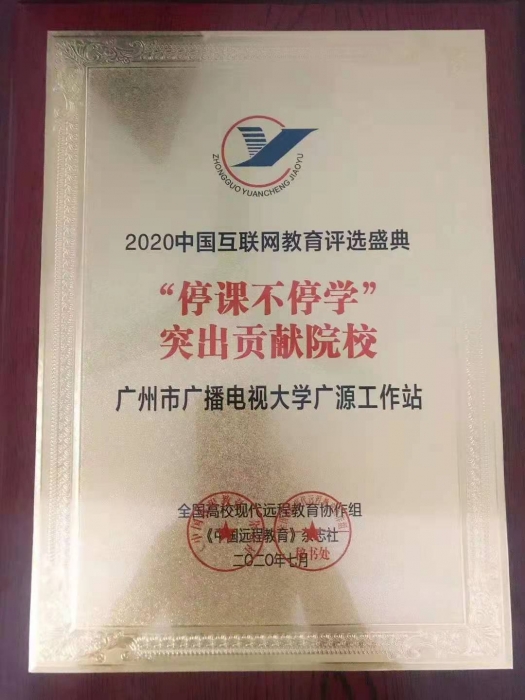 ZHONGGUO YUANCHENG JIAOYU
2020中国互联网教育评选盛典
“停课不停学”
突出贡献院校
广州市广播电视大学广源工作站
全国高校现代远程教育协作组
《中国远程教育》杂志社
二〇二〇年七月
秘书处